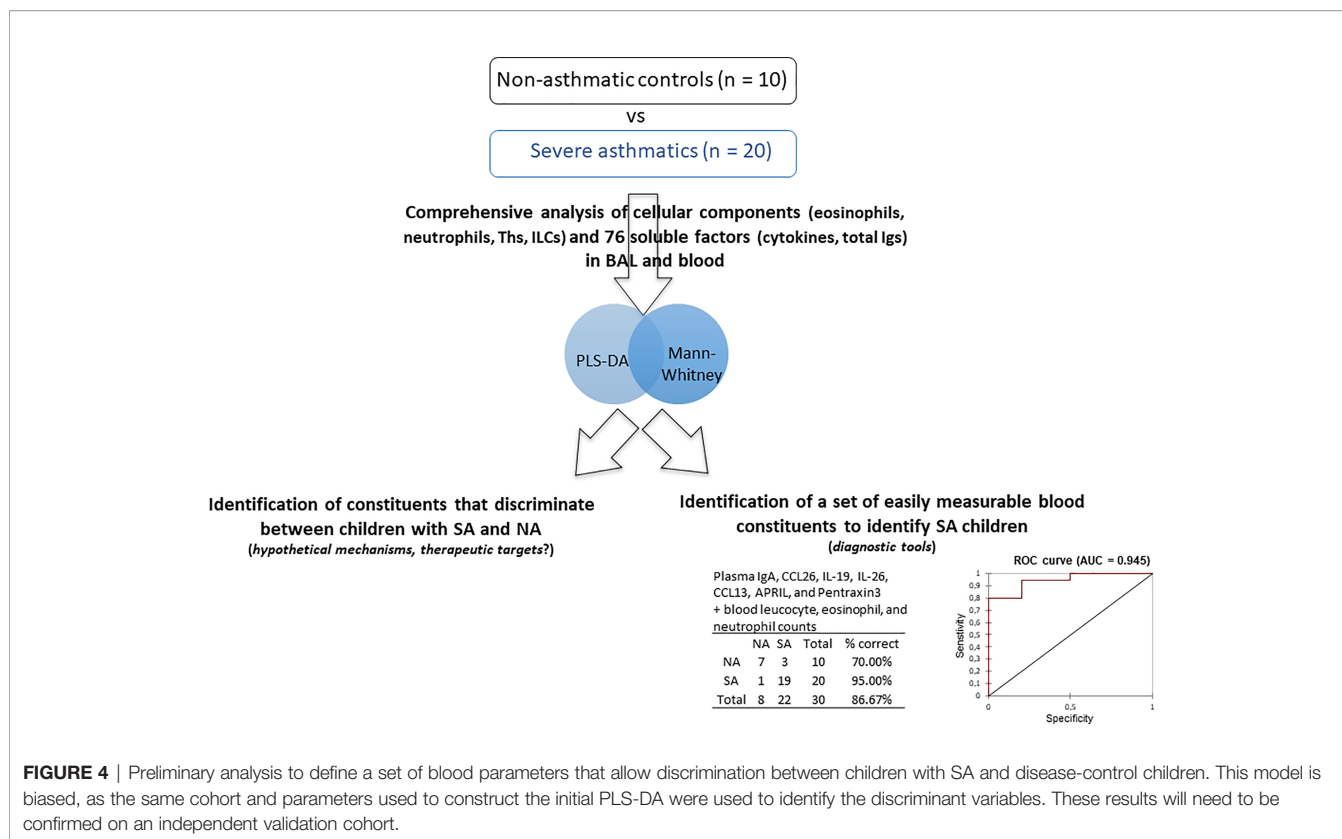 Non-asthmatic controls (n = 10)
vs
Severe asthmatics (n = 20)
Comprehensive analysis of cellular components (eosinophils,
neutrophils, Ths, ILCs) and 76 soluble factors (cytokines, total Igs)
in BAL and blood
PLS-DA
Mann-
Whitney
Identification of constituents that discriminate
between children with SA and NA
(hypothetical mechanisms, therapeutic targets?)
Identification of a set of easily measurable blood
constituents to identify SA children
(diagnostic tools)
Plasma IgA, CCL26, IL-19, IL-26,
CCL13, APRIL, and Pentraxin3
+ blood leucocyte, eosinophil, and
neutrophil counts
NA SA Total % correct
NA 7 3 10 70.00%
SA 1 19 20 95.00%
Total 8 22 30 86.67%
ROC curve (AUC = 0.945)
1
0,9
0,8
0,7
0,6
0,5
0,4
0,3
0,2
0,1
0
Senstivity
0 0,5 1
Specificity
FIGURE 4 | Preliminary analysis to define a set of blood parameters that allow discrimination between children with SA and disease-control children. This model is
biased, as the same cohort and parameters used to construct the initial PLS-DA were used to identify the discriminant variables. These results will need to be
confirmed on an independent validation cohort.